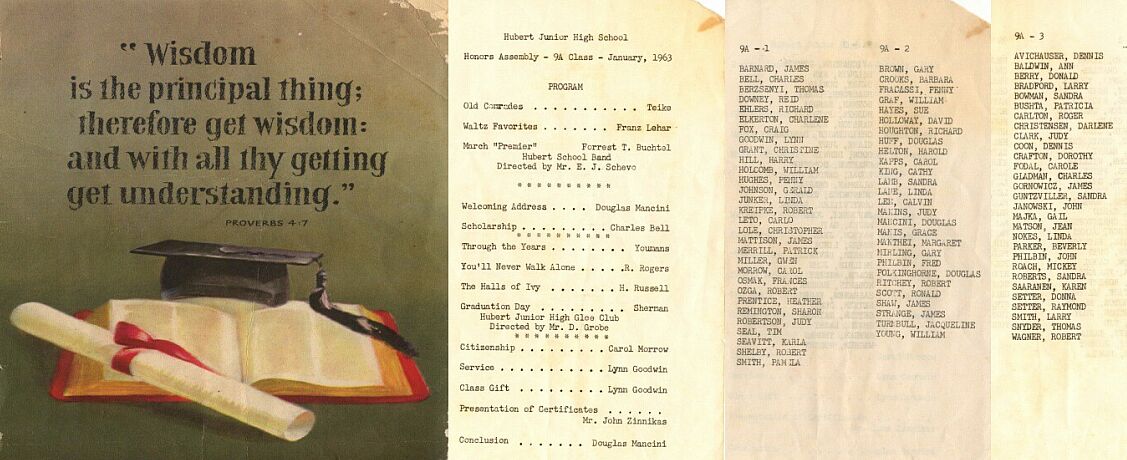 “Wisdom
is the principal thing;
therefore get wisdom:
and with all thy getting
get understanding.”
PROVERBS 4:7
Hubert Junior High School
Honors Assembly - 9A Class - January, 1963
PROGRAM
Old Comrades . . . . . . . . . . . . Teike
Waltz Favorites . . . . . . . . Franz Lehar
March "Premier" Forrest T. Buchtol
Hubert School Band
Directed by Mr. E. J. Schevo
* * * * * * * * * * *
Welcoming Address . . . . Douglas Mancini
Scholarship . . . . . . . . . . Charles Bell
* * * * * * * * * * *
Through the Years . . . . . . . . . Youmans
You'll Never Walk Alone . . . . . R. Rogers
The Halls of Ivy . . . . . . . . H. Russell
Graduation Day . . . . . . . . . . Sherman
Hubert Junior High Glee Club
Directed by Mr. D. Grobe
* * * * * * * * * * *
Citizenship . . . . . . . . . Carol Morrow
Service . . . . . . . . . . . . Lynn Goodwin
Class Gift . . . . . . . . . . Lynn Goodwin
Presentation of Certificates . . . . . .
Mr. John Zinnikas
Conclusion . . . . . . . Douglas Mancini
9A - 1
BARNARD, JAMES
BELL, CHARLES
BERZSENYI, THOMAS
DOWNEY, REID
EHLERS, RICHARD
ELKERTON, CHARLENE
FOX, CRAIG
GOODWIN, LYNN
GRANT, CHRISTINE
HILL, HARRY
HOLCOMB, WILLIAM
HUGHES, PENNY
JOHNSON, GERALD
JUNKER, LINDA
KREIPKE, ROBERT
LETO, CARLO
LOLE, CHRISTOPHER
MATTISON, JAMES
MERRILL, PATRICK
MILLER, GWEN
MORROW, CAROL
OSMAK, FRANCES
OZGA, ROBERT
PRENTICE, HEATHER
REMINGTON, SHARON
ROBERTSON, JUDY
SEAL, TIM
SEAVITT, KARLA
SHELBY, ROBERT
SMITH, PAMELA
9A - 2
BROWN, GARY
CROOKS, BARBARA
FRACASSI, PENNY
GRAF, WILLIAM
HAYES, SUE
HOLLOWAY, DAVID
HOUGHTON, RICHARD
HUFF, DOUGLAS
HELTON, HAROLD
KAPPS, CAROL
KING, CATHY
LAMB, SANDRA
LANE, LINDA
LEE, CALVIN
MAKINS, JUDY
MANCINI, DOUGLAS
MANIS, GRACE
MANTHEI, MARGARET
MIRLING, GARY
PHILBIN, FRED
POLKINGHORNE, DOUGLAS
RITCHEY, ROBERT
SCOTT, RONALD
SHAW, JAMES
STRANGE, JAMES
TURNBULL, JACQUELINE
YOUNG, WILLIAM
9A - 3
AVICHAUSER, DENNIS
BALDWIN, ANN
BERRY, DONALD
BRADFORD, LARRY
BOWMAN, SANDRA
BUSHTA, PATRICIA
CARLTON, ROGER
CHRISTENSEN, DARLENE
CLARK, JUDY
COON, DENNIS
CRAFTON, DOROTHY
FODAL, CAROLE
GLADMAN, CHARLES
GORNOWICZ, JAMES
GUNTZVILLER, SANDRA
JANOWSKI, JOHN
MAJKA, GAIL
MATSON, JEAN
NOKES, LINDA
PARKER, BEVERLY
PHILBIN, JOHN
ROACH, MICKEY
ROBERTS, SANDRA
SAARANEN, KAREN
SETTER, DONNA
SETTER, RAYMOND
SMITH, LARRY
SNYDER, THOMAS
WAGNER, ROBERT